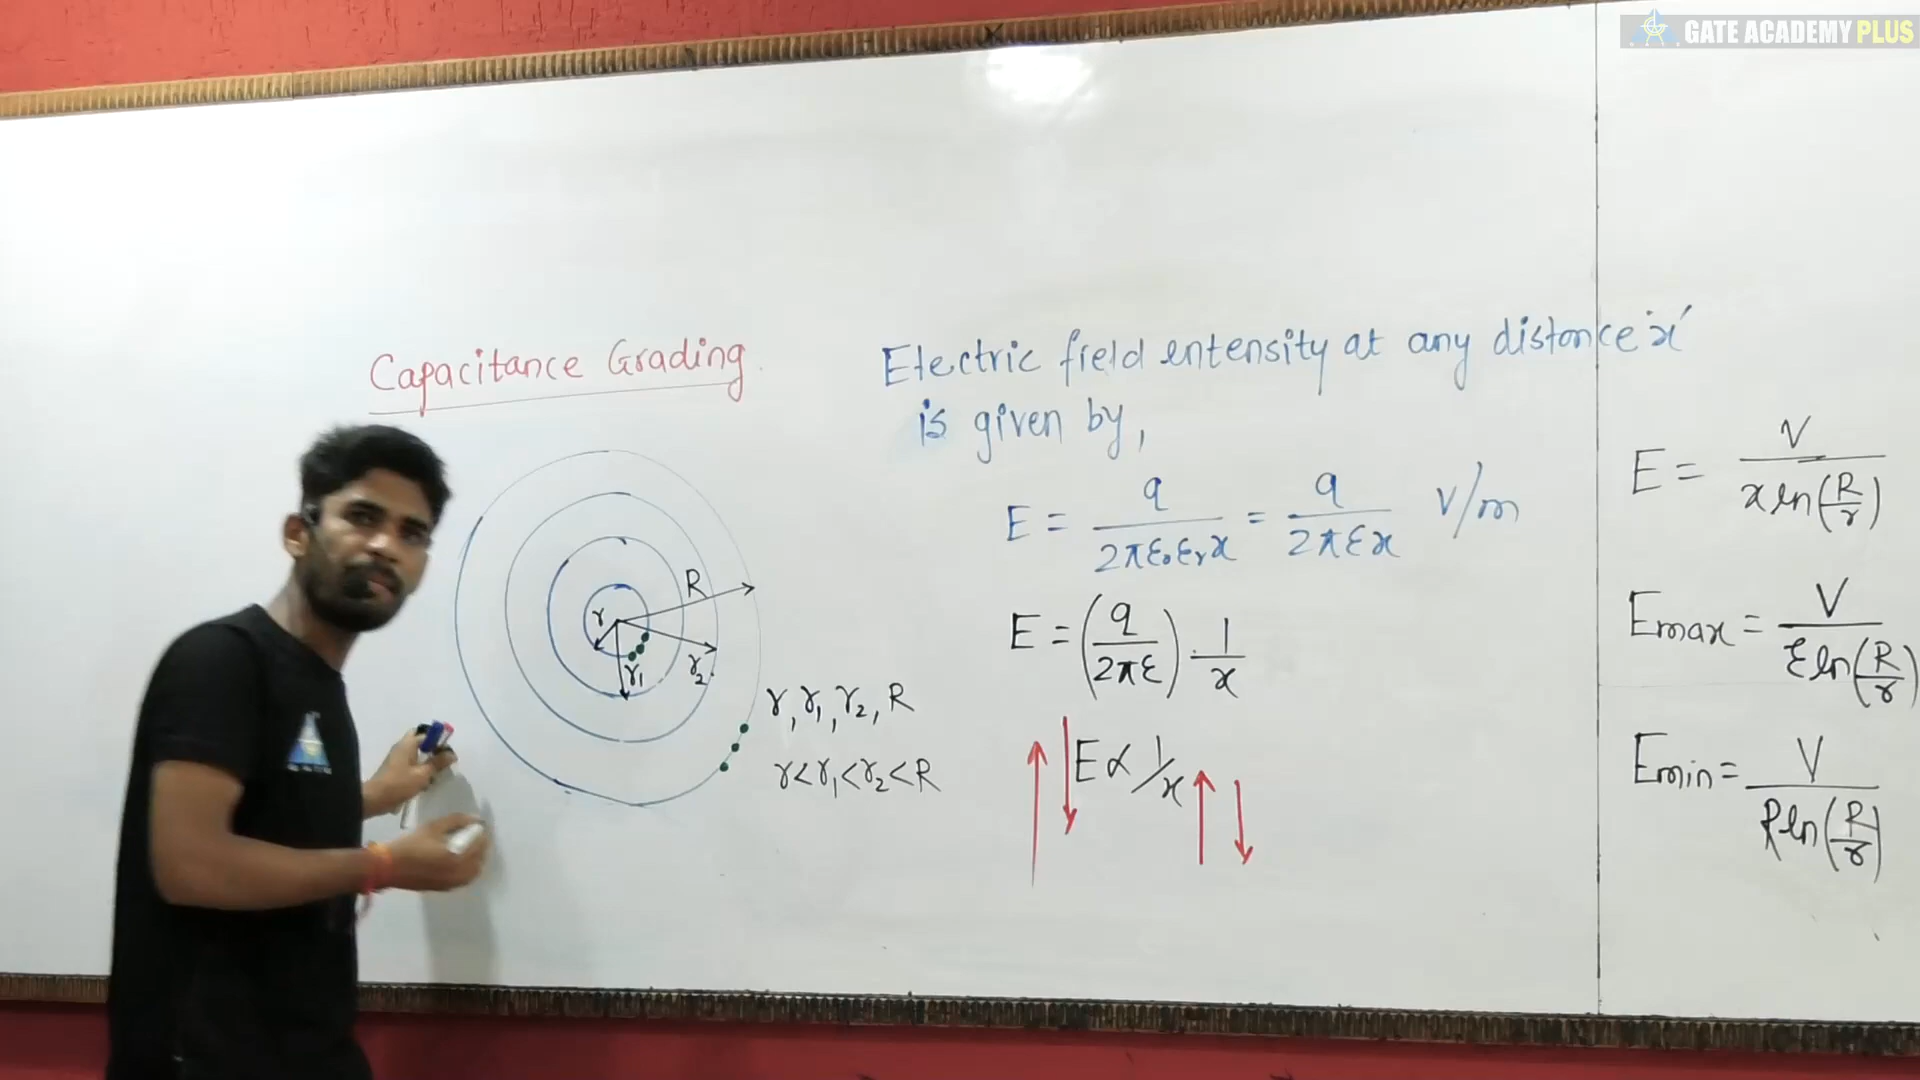 GATE ACADEMY PLUS
Capacitance Grading
r
R
r₁
r₂
r, r₁, r₂, R
r<r₁<r₂<R
Electric field entensity at any distance 'x'
is given by,
E = q/(2πε₀εᵣx) = q/(2πεx) V/m
E = (q/2πε) · 1/x
E ∝ 1/x
E = V/(x ln(R/r))
Emax = V/(ε ln(R/r))
Emin = V/(R ln(R/r))